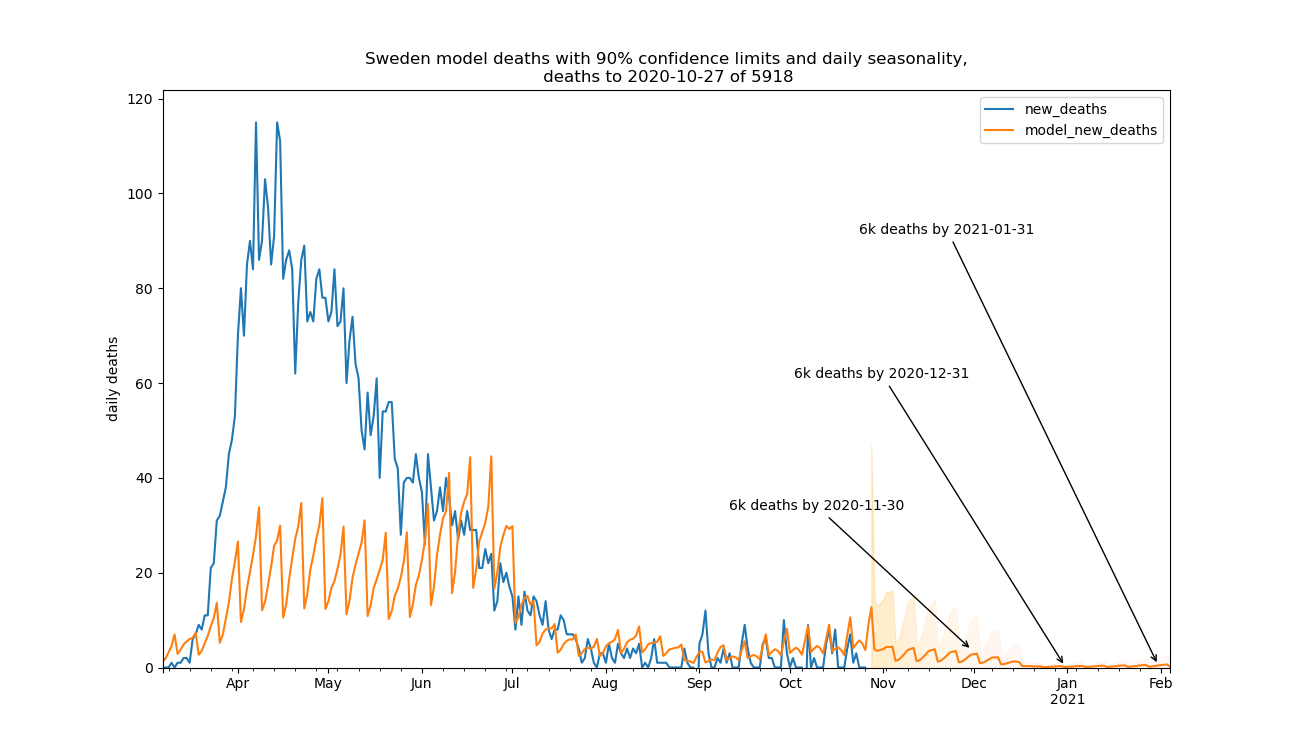 Sweden model deaths with 90% confidence limits and daily seasonality,
deaths to 2020-10-27 of 5918
new_deaths
model_new_deaths
daily deaths
120
100
80
60
40
20
0
6k deaths by 2021-01-31
6k deaths by 2020-12-31
6k deaths by 2020-11-30
Apr May Jun Jul Aug Sep Oct Nov Dec Jan Feb
2021